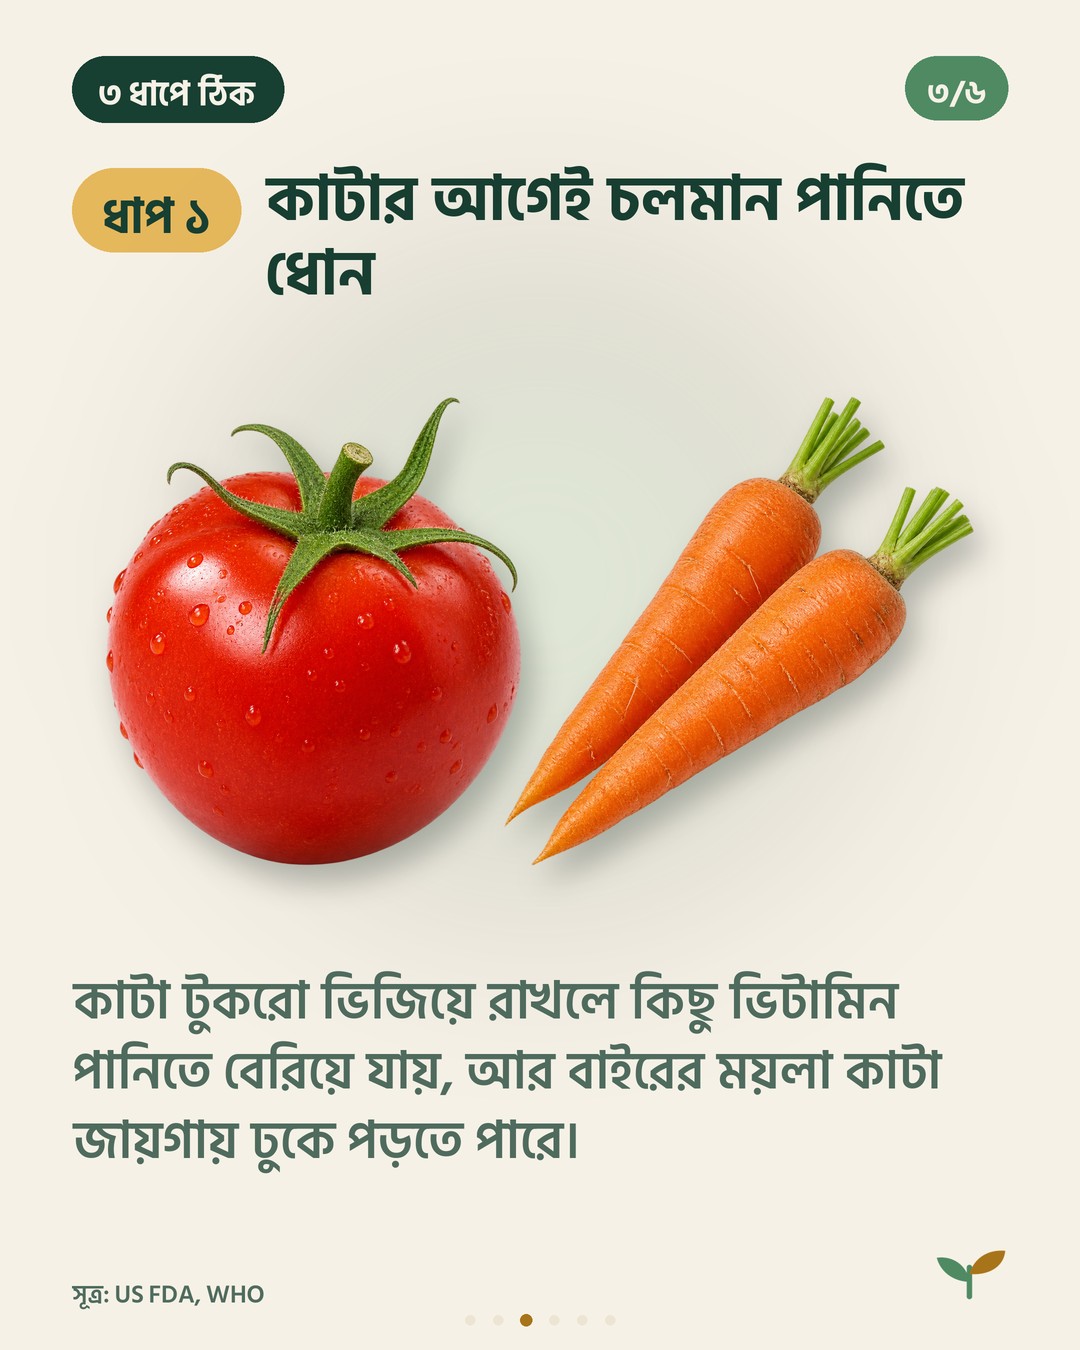 ৩ ধাপে ঠিক
৩/৬
ধাপ ১
কাটার আগেই চলমান পানিতে
ধোন
কাটা টুকরো ভিজিয়ে রাখলে কিছু ভিটামিন
পানিতে বেরিয়ে যায়, আর বাইরের ময়লা কাটা
জায়গায় ঢুকে পড়তে পারে।
সূত্র: US FDA, WHO